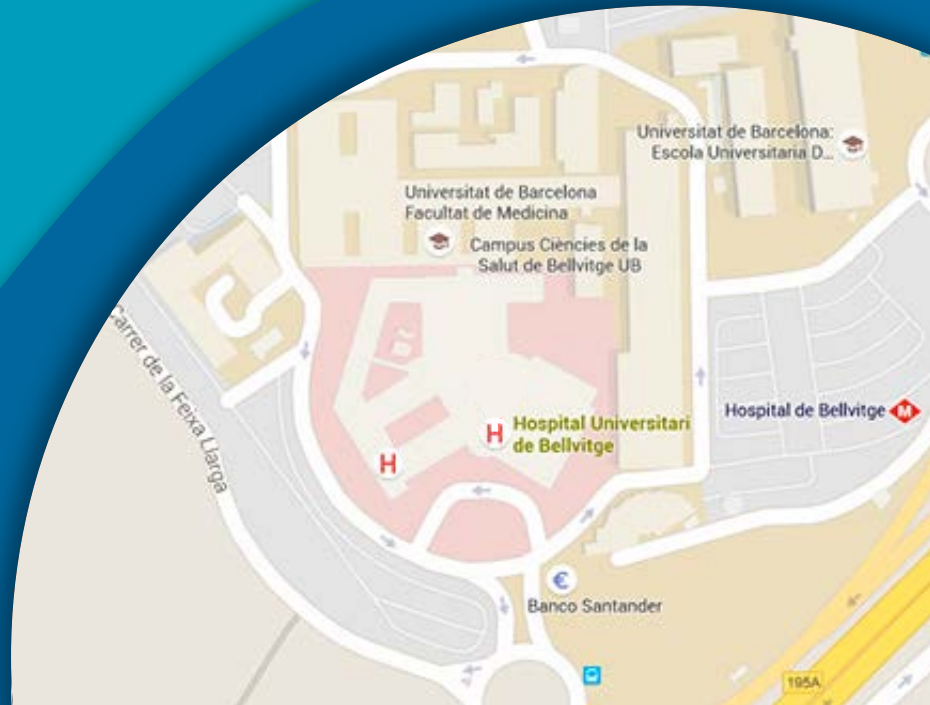 Universitat de Barcelona:
Escola Universitaria D...
Universitat de Barcelona
Facultat de Medicina
Campus Ciències de la
Salut de Bellvitge UB
Carrer de la Feixa Llarga
Hospital de Bellvitge M
H Hospital Universitari
de Bellvitge
H
€
Banco Santander
195A